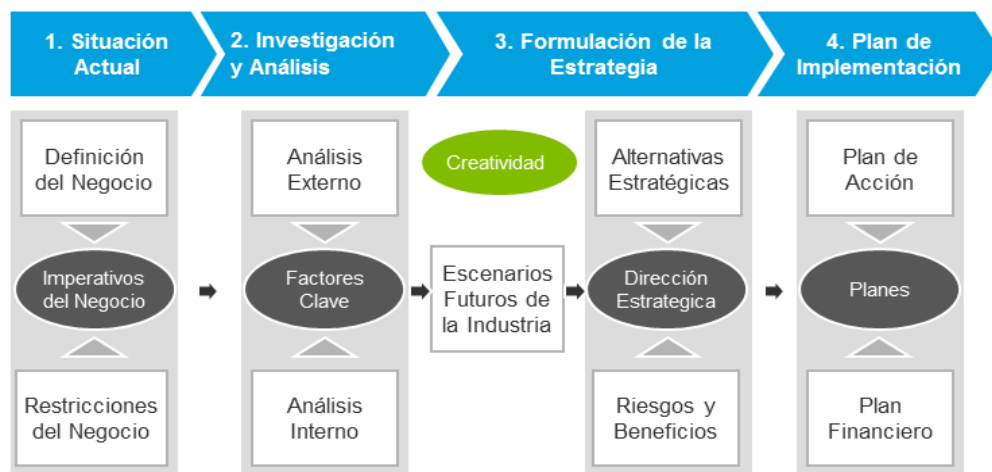 1. Situación
Actual
2. Investigación
y Análisis
3. Formulación de la
Estrategia
4. Plan de
Implementación
Definición
del Negocio
Imperativos
del Negocio
Restricciones
del Negocio
Análisis
Externo
Factores
Clave
Análisis
Interno
Creatividad
Escenarios
Futuros de
la Industria
Alternativas
Estratégicas
Dirección
Estrategica
Riesgos y
Beneficios
Plan de
Acción
Planes
Plan
Financiero